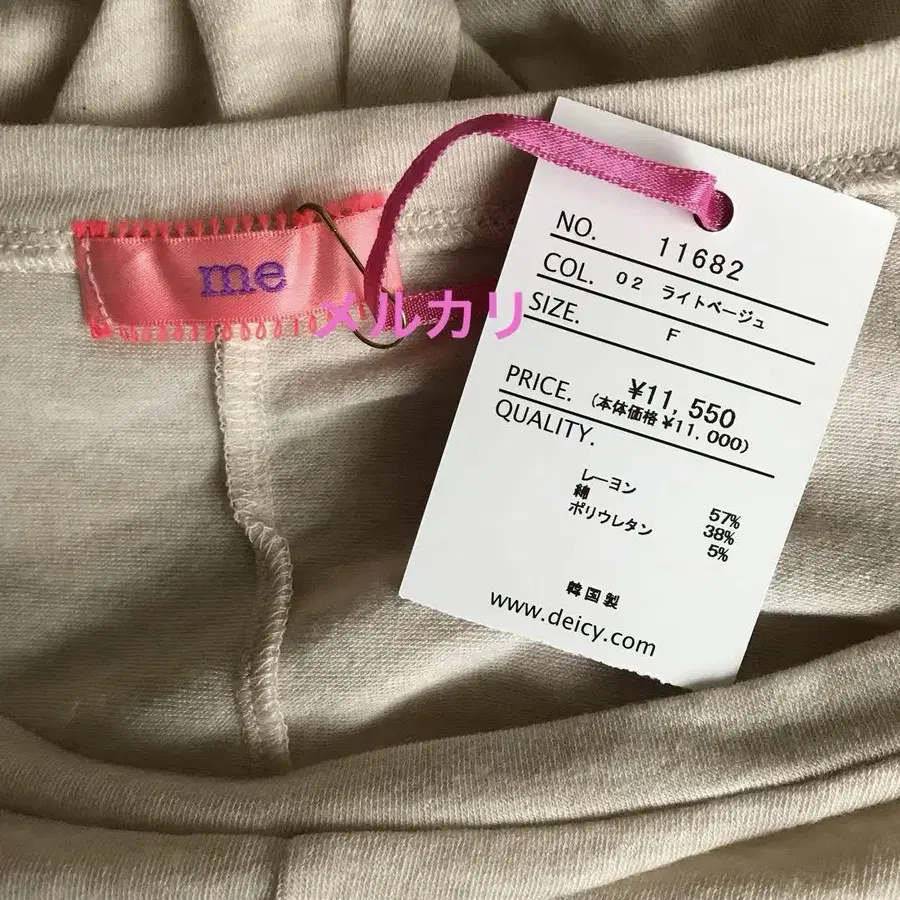 me
メルカリ
NO. 11682
COL. 02 ライトベージュ
SIZE. F
PRICE. ¥11,550
(本体価格 ¥11,000)
QUALITY.
レーヨン 57%
綿 38%
ポリウレタン 5%
韓国製
www.deicy.com